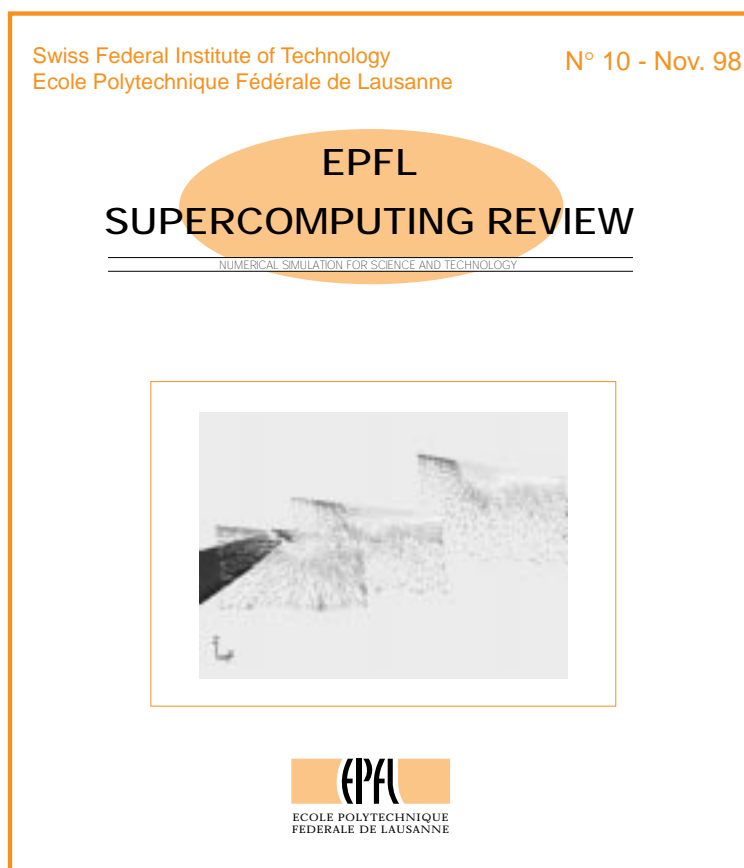 Swiss Federal Institute of Technology
Ecole Polytechnique Fédérale de Lausanne
N° 10 - Nov. 98
EPFL
SUPERCOMPUTING REVIEW
NUMERICAL SIMULATION FOR SCIENCE AND TECHNOLOGY
EPFL
ECOLE POLYTECHNIQUE
FEDERALE DE LAUSANNE